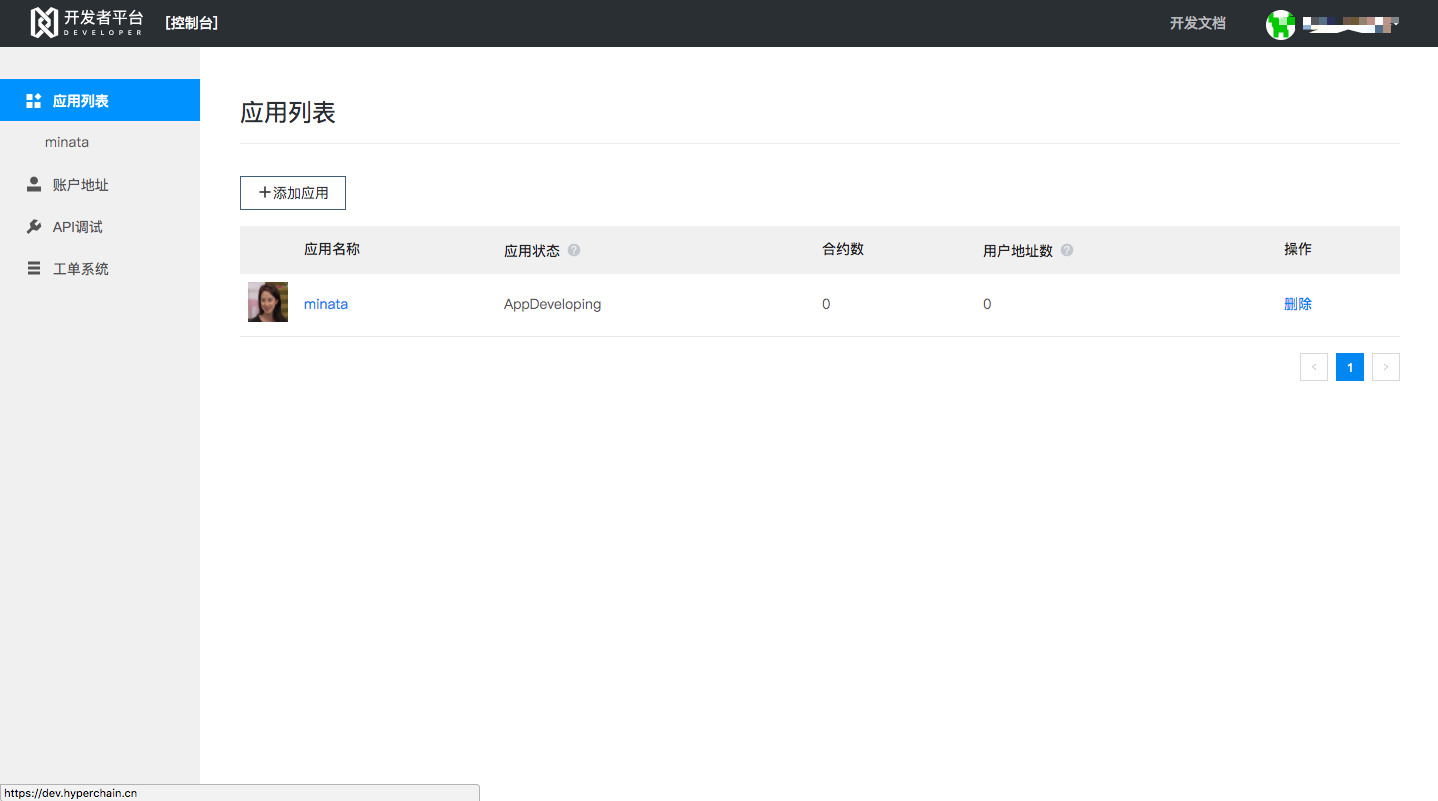 开发者平台
DEVELOPER
[控制台]
开发文档
应用列表
minata
账户地址
API调试
工单系统
应用列表
+添加应用
应用名称 应用状态 ? 合约数 用户地址数 ? 操作
minata AppDeveloping 0 0 删除
< 1 >
https://dev.hyperchain.cn